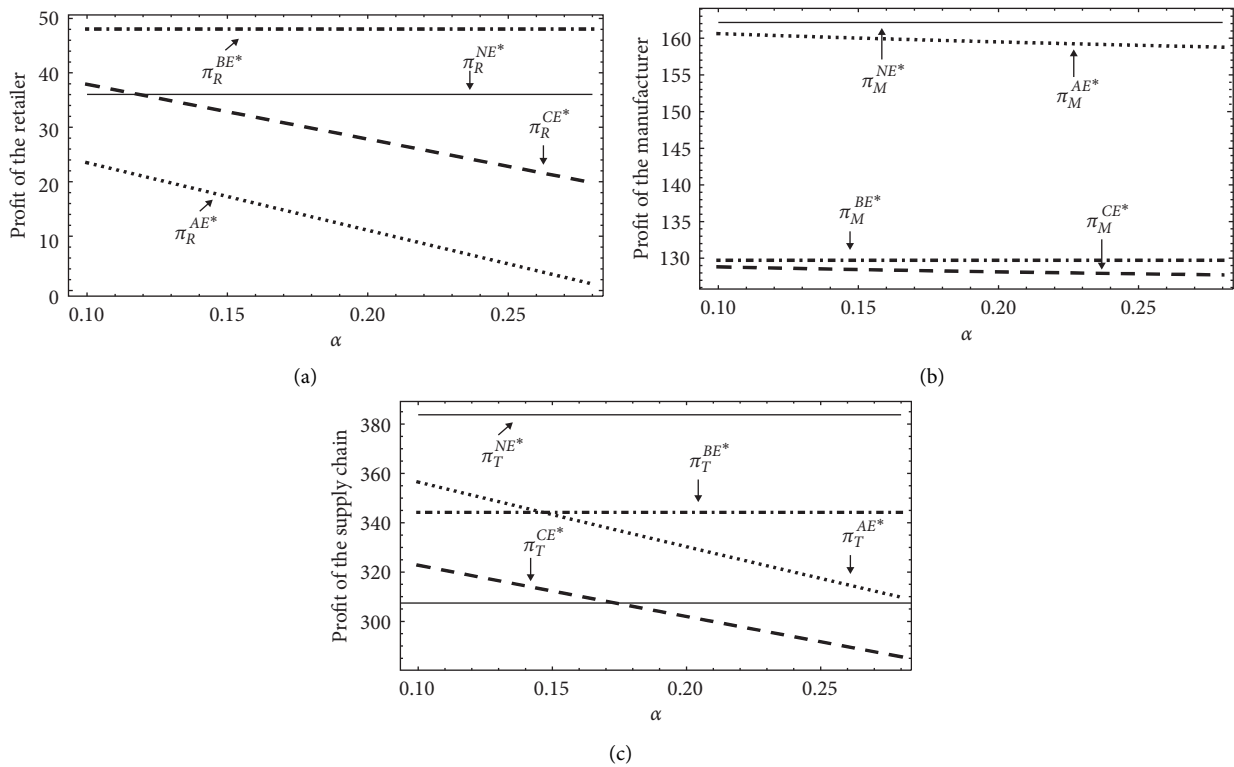 Profit of the retailer
50
40
30
20
10
0
π_R^{BE*}
π_R^{NE*}
π_R^{CE*}
π_R^{AE*}
0.10 0.15 0.20 0.25
α
(a)
Profit of the manufacturer
160
155
150
145
140
135
130
π_M^{NE*}
π_M^{AE*}
π_M^{BE*}
π_M^{CE*}
0.10 0.15 0.20 0.25
α
(b)
Profit of the supply chain
380
360
340
320
300
π_T^{NE*}
π_T^{BE*}
π_T^{CE*}
π_T^{AE*}
0.10 0.15 0.20 0.25
α
(c)